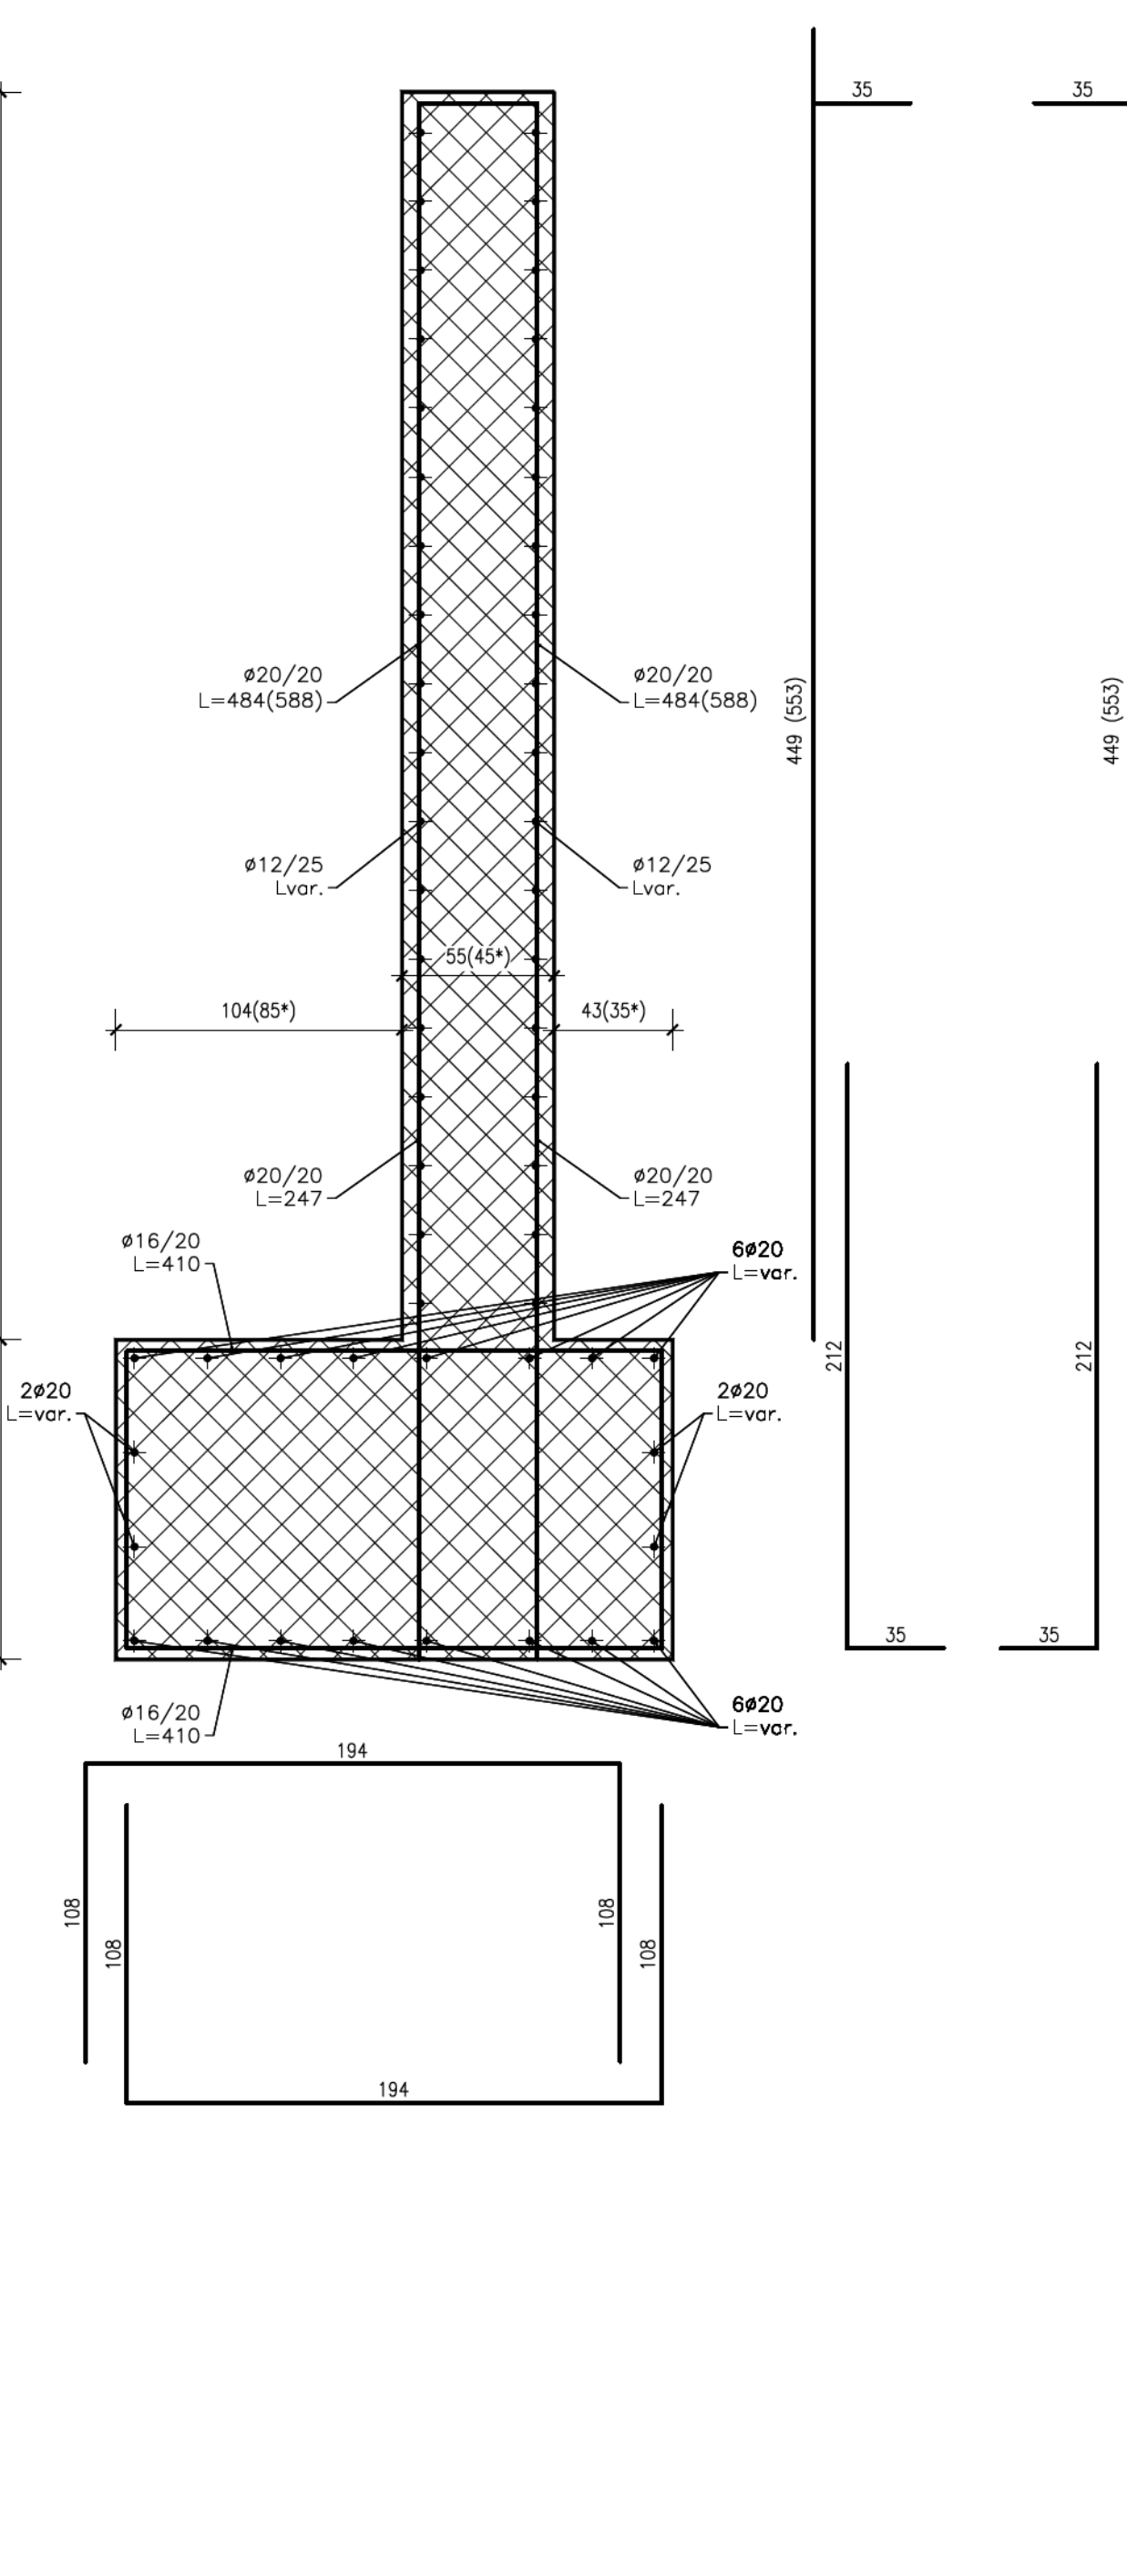 35
35
ø20/20
L=484(588)
ø20/20
L=484(588)
449 (553)
449 (553)
ø12/25
Lvar.
ø12/25
Lvar.
55(45*)
104(85*)
43(35*)
ø20/20
L=247
ø20/20
L=247
ø16/20
L=410
6ø20
L=var.
212
212
2ø20
L=var.
2ø20
L=var.
35
35
ø16/20
L=410
6ø20
L=var.
194
108
108
108
108
194